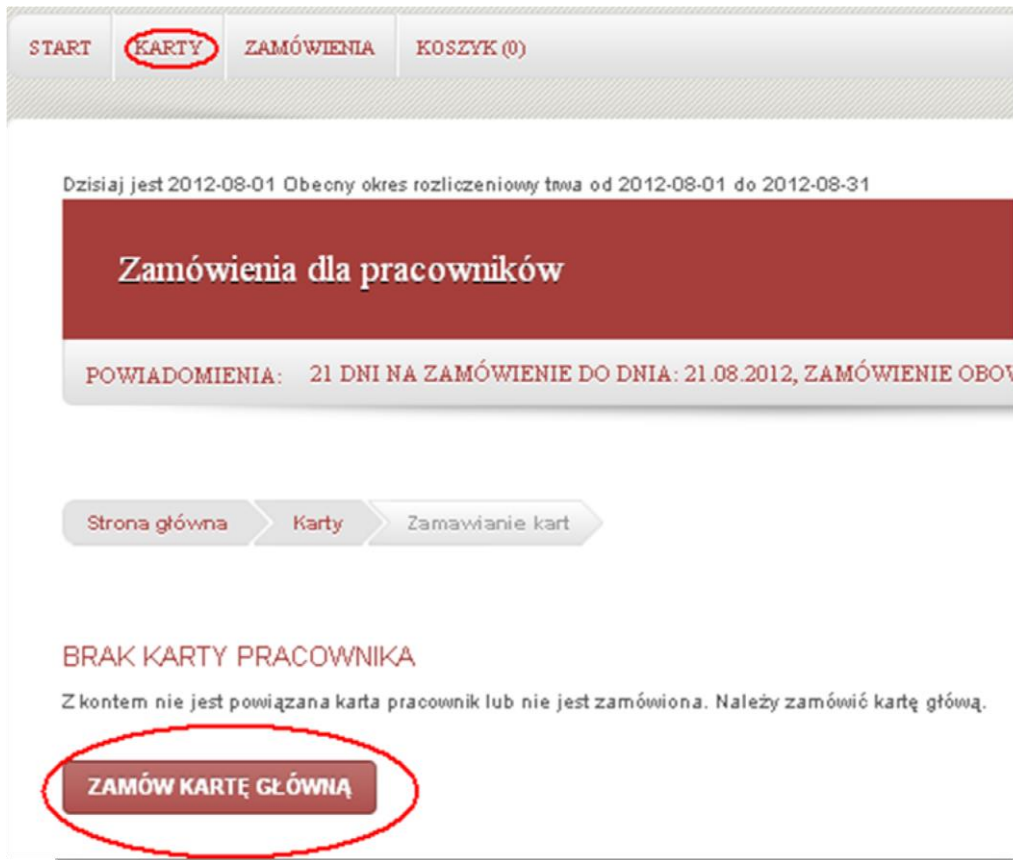 START KARTY ZAMÓWIENIA KOSZYK (0)
Dzisiaj jest 2012-08-01 Obecny okres rozliczeniowy trwa od 2012-08-01 do 2012-08-31
Zamówienia dla pracowników
POWIADOMIENIA: 21 DNI NA ZAMÓWIENIE DO DNIA: 21.08.2012, ZAMÓWIENIE OBOW
Strona główna Karty Zamawianie kart
BRAK KARTY PRACOWNIKA
Z kontem nie jest powiązana karta pracownik lub nie jest zamówiona. Należy zamówić kartę głową.
ZAMÓW KARTĘ GŁÓWNĄ